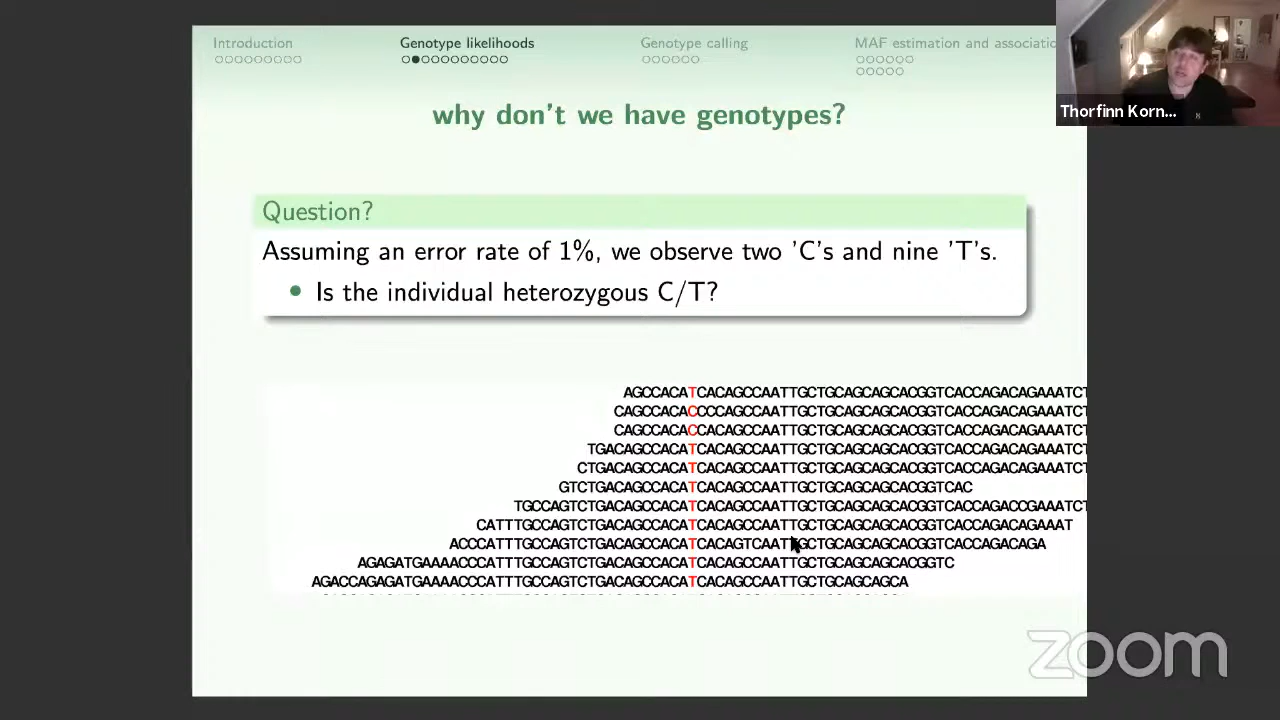 Introduction
Genotype likelihoods
Genotype calling
MAF estimation and associatio
Thorfinn Korn...
why don't we have genotypes?
Question?
Assuming an error rate of 1%, we observe two 'C's and nine 'T's.
• Is the individual heterozygous C/T?
AGCCACATCACAGCCAATTGCTGCAGCAGCACGGTCACCAGACAGAAATCT
CAGCCACACCCCAGCCAATTGCTGCAGCAGCACGGTCACCAGACAGAAATCT
CAGCCACACCACAGCCAATTGCTGCAGCAGCACGGTCACCAGACAGAAATCT
TGACAGCCACATCACAGCCAATTGCTGCAGCAGCACGGTCACCAGACAGAAATCT
CTGACAGCCACATCACAGCCAATTGCTGCAGCAGCACGGTCACCAGACAGAAATCT
GTCTGACAGCCACATCACAGCCAATTGCTGCAGCAGCACGGTCAC
TGCCAGTCTGACAGCCACATCACAGCCAATTGCTGCAGCAGCACGGTCACCAGACCGAAATCT
CATTTGCCAGTCTGACAGCCACATCACAGCCAATTGCTGCAGCAGCACGGTCACCAGACAGAAAT
ACCCATTTGCCAGTCTGACAGCCACATCACAGTCAATTGCTGCAGCAGCACGGTCACCAGACAGA
AGAGATGAAAACCCATTTGCCAGTCTGACAGCCACATCACAGCCAATTGCTGCAGCAGCACGGTC
AGACCAGAGATGAAAACCCATTTGCCAGTCTGACAGCCACATCACAGCCAATTGCTGCAGCAGCA
zoom